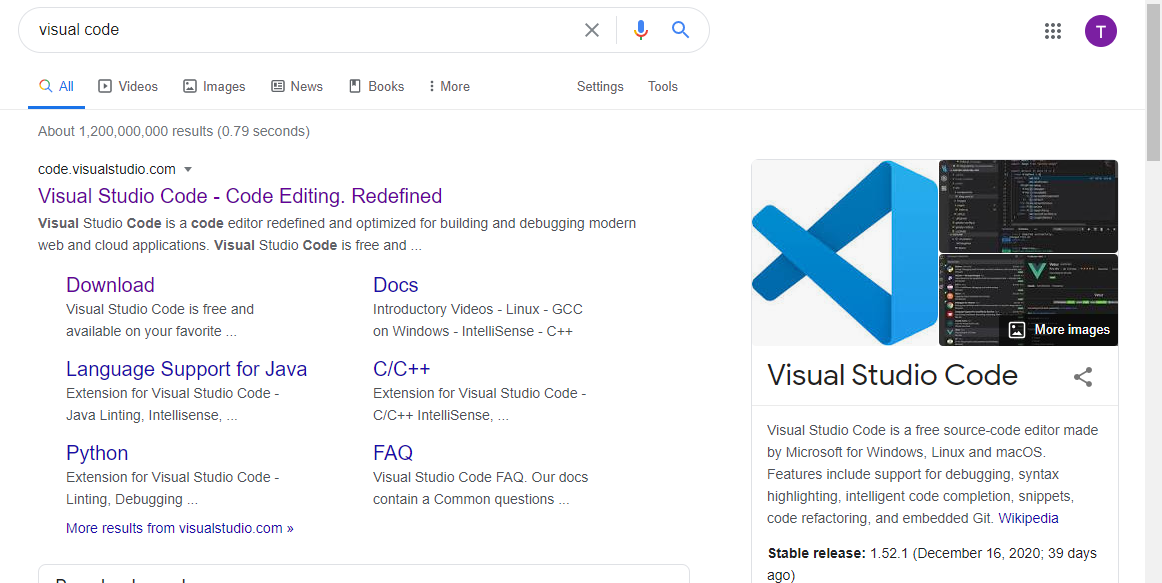 visual code
T
All
Videos
Images
News
Books
More
Settings
Tools
About 1,200,000,000 results (0.79 seconds)
code.visualstudio.com
Visual Studio Code - Code Editing. Redefined
Visual Studio Code is a code editor redefined and optimized for building and debugging modern
web and cloud applications. Visual Studio Code is free and ...
Download
Visual Studio Code is free and
available on your favorite ...
Docs
Introductory Videos - Linux - GCC
on Windows - IntelliSense - C++
Language Support for Java
Extension for Visual Studio Code -
Java Linting, Intellisense, ...
C/C++
Extension for Visual Studio Code -
C/C++ IntelliSense, ...
Python
Extension for Visual Studio Code -
Linting, Debugging ...
FAQ
Visual Studio Code FAQ. Our docs
contain a Common questions ...
More results from visualstudio.com »
More images
Visual Studio Code
Visual Studio Code is a free source-code editor made
by Microsoft for Windows, Linux and macOS.
Features include support for debugging, syntax
highlighting, intelligent code completion, snippets,
code refactoring, and embedded Git. Wikipedia
Stable release: 1.52.1 (December 16, 2020; 39 days
ago)